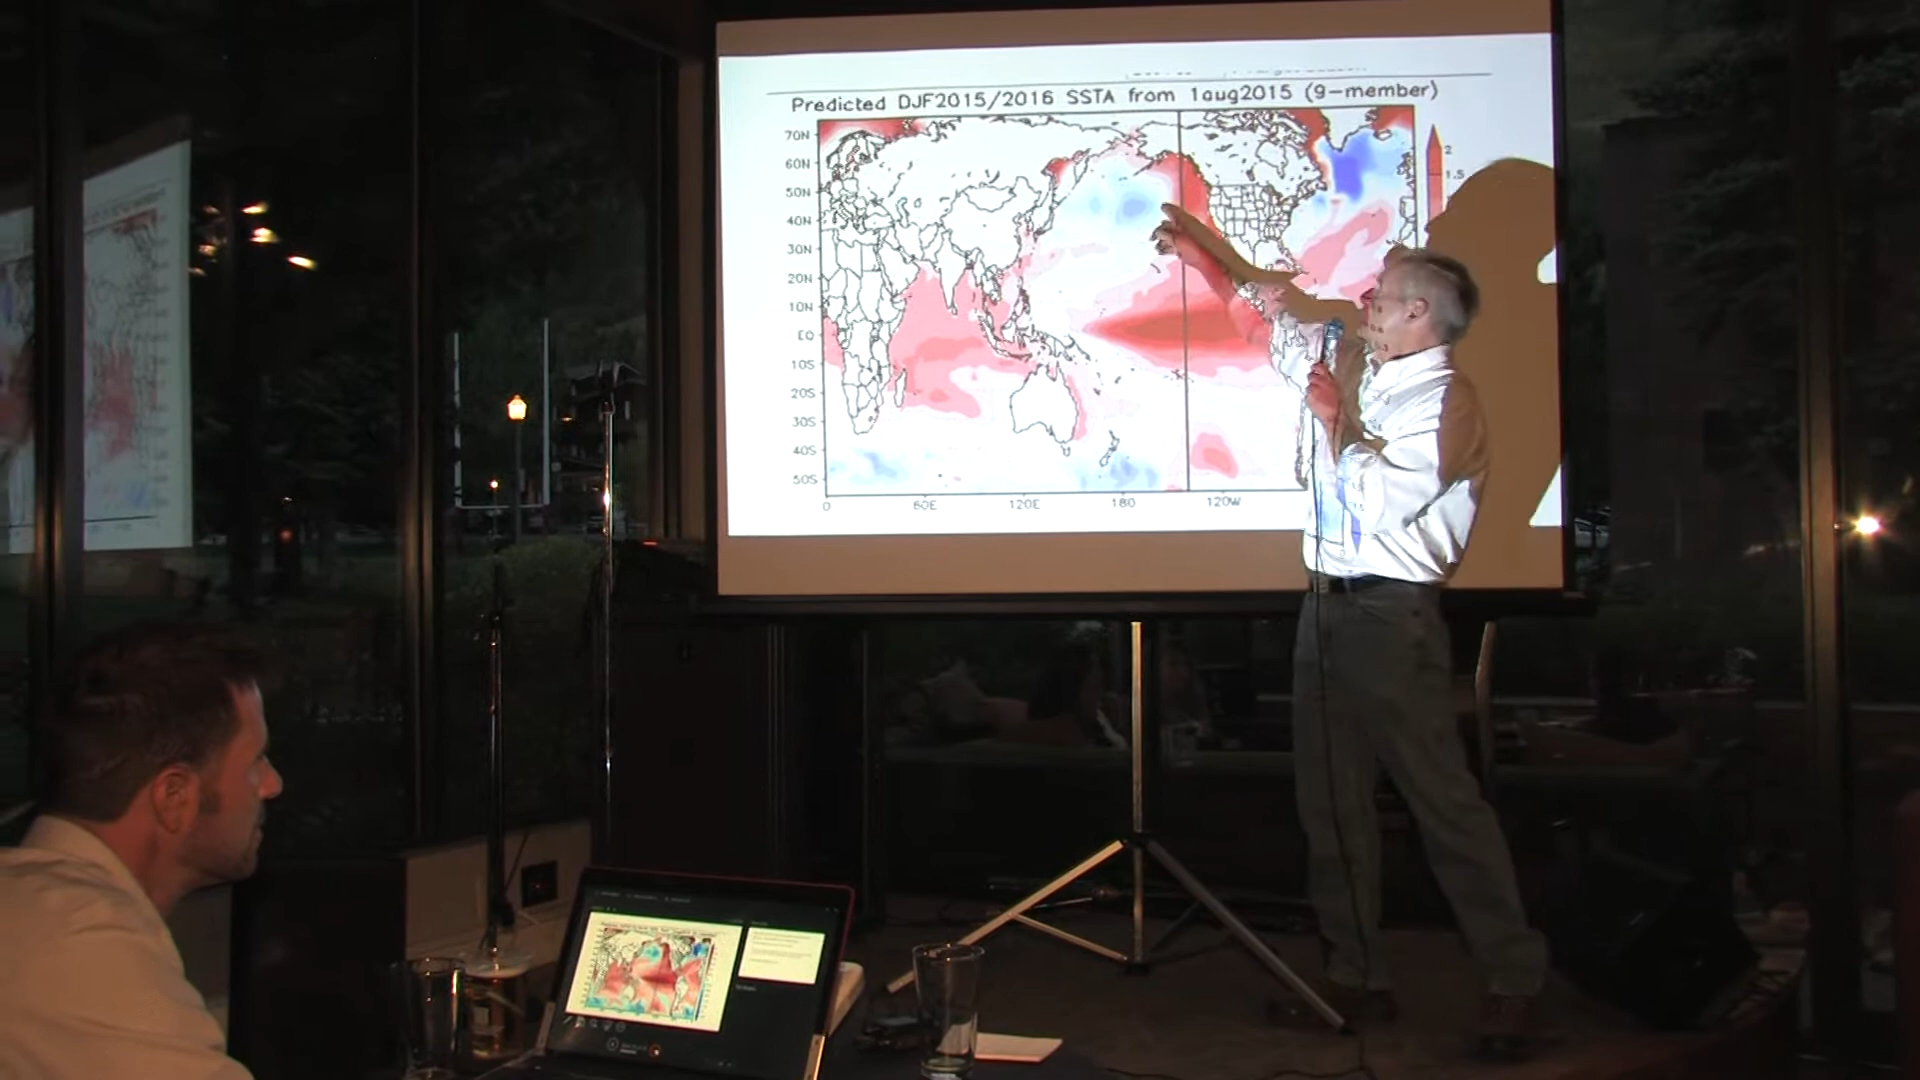 Predicted DJF2015/2016 SSTA from 1aug2015 (9-member)
70N
60N
50N
40N
30N
20N
10N
EQ
10S
20S
30S
40S
50S
0 60E 120E 180 120W
2
1.5